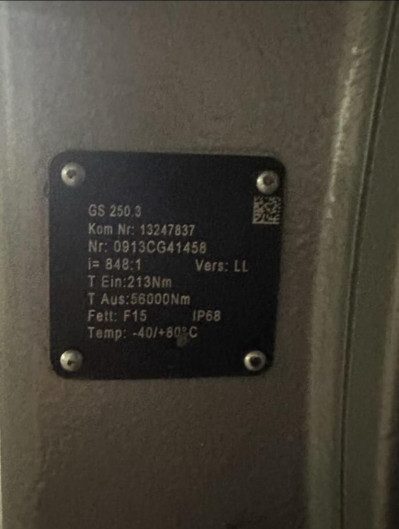 GS 250.3
Kom Nr: 13247837
Nr: 0913CG41458
i= 848:1 Vers: LL
T Ein:213Nm
T Aus:56000Nm
Fett: F15 IP68
Temp: -40/+80°C